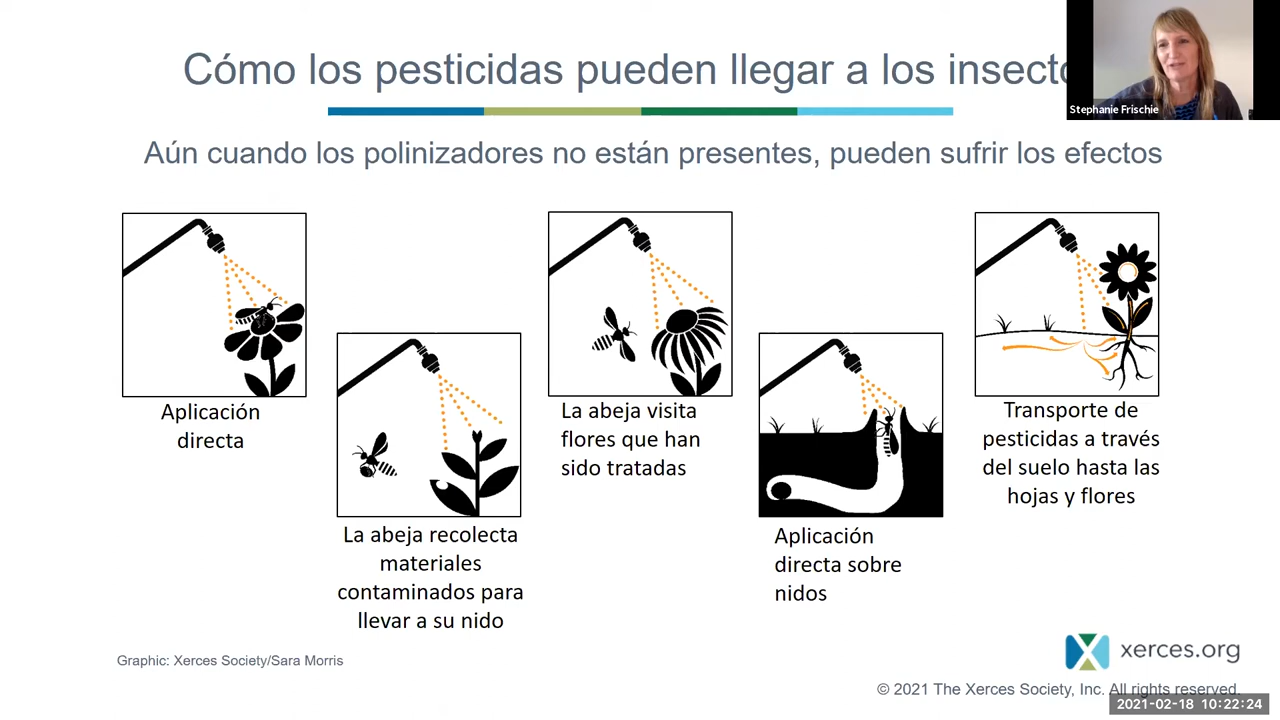 Cómo los pesticidas pueden llegar a los
Stephanie Frischie
Aún cuando los polinizadores no están presentes, pueden sufrir los efectos
Aplicación
directa
La abeja recolecta
materiales
contaminados para
llevar a su nido
La abeja visita
flores que han
sido tratadas
Aplicación
directa sobre
nidos
Transporte de
pesticidas a través
del suelo hasta las
hojas y flores
Graphic: Xerces Society/Sara Morris
xerces.org
© 2021 The Xerces Society, Inc. All rights reserved.
2021-02-18 10:22:24